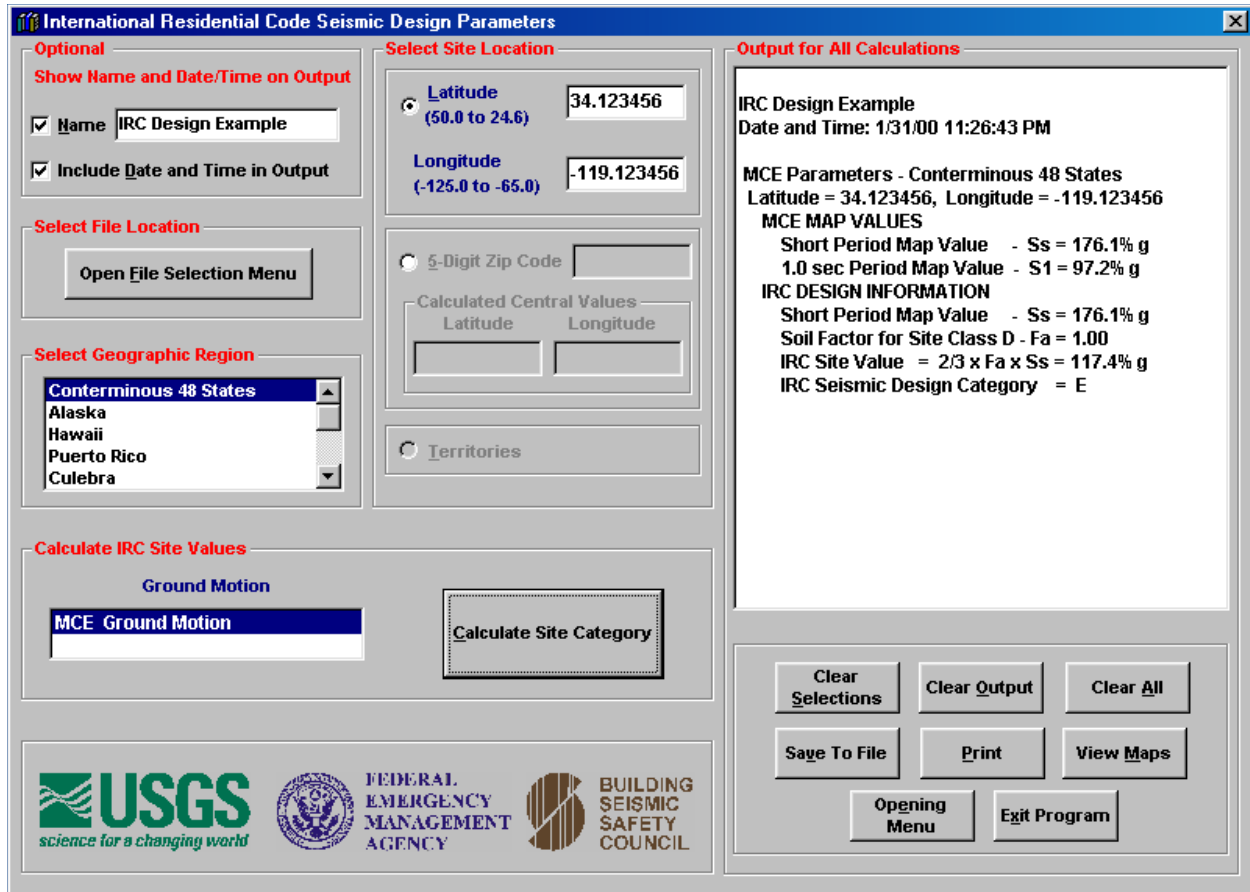 International Residential Code Seismic Design Parameters
Optional
Show Name and Date/Time on Output
Name IRC Design Example
Include Date and Time in Output
Select File Location
Open File Selection Menu
Select Geographic Region
Conterminous 48 States
Alaska
Hawaii
Puerto Rico
Culebra
Select Site Location
Latitude
(50.0 to 24.6)
34.123456
Longitude
(-125.0 to -65.0)
-119.123456
5-Digit Zip Code
Calculated Central Values
Latitude Longitude
Territories
Calculate IRC Site Values
Ground Motion
MCE Ground Motion
Calculate Site Category
USGS
science for a changing world
FEDERAL
EMERGENCY
MANAGEMENT
AGENCY
BUILDING
SEISMIC
SAFETY
COUNCIL
Output for All Calculations
IRC Design Example
Date and Time: 1/31/00 11:26:43 PM
MCE Parameters - Conterminous 48 States
Latitude = 34.123456, Longitude = -119.123456
MCE MAP VALUES
Short Period Map Value - Ss = 176.1% g
1.0 sec Period Map Value - S1 = 97.2% g
IRC DESIGN INFORMATION
Short Period Map Value - Ss = 176.1% g
Soil Factor for Site Class D - Fa = 1.00
IRC Site Value = 2/3 x Fa x Ss = 117.4% g
IRC Seismic Design Category = E
Clear
Selections
Clear Output
Clear All
Save To File
Print
View Maps
Opening
Menu
Exit Program